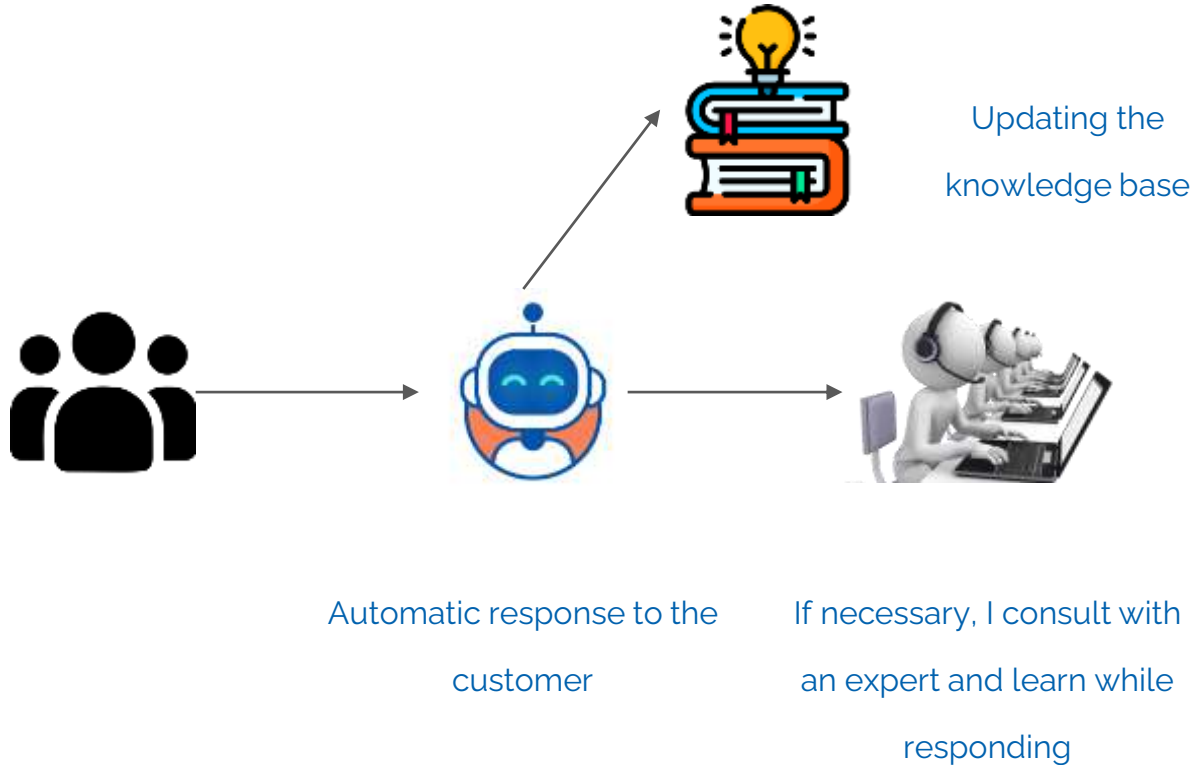 Updating the
knowledge base
Automatic response to the
customer
If necessary, I consult with
an expert and learn while
responding